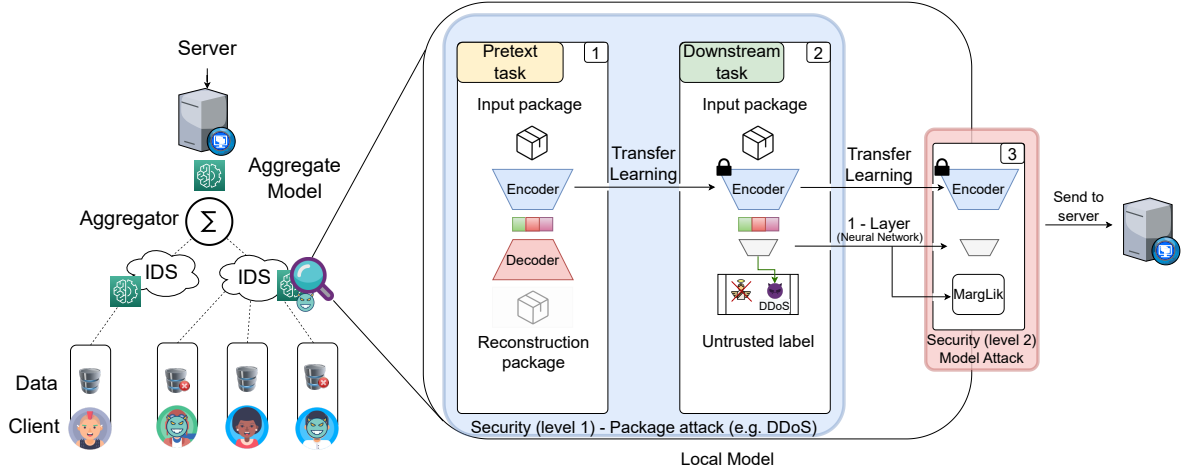 Server
Aggregate
Model
Aggregator
Σ
IDS
IDS
Data
Client
Pretext
task
1
Input package
Encoder
Decoder
Reconstruction
package
Transfer
Learning
Downstream
task
2
Input package
Encoder
DDoS
Untrusted label
Security (level 1) - Package attack (e.g. DDoS)
Transfer
Learning
1 - Layer
(Neural Network)
3
Encoder
MargLik
Security (level 2)
Model Attack
Send to
server
Local Model